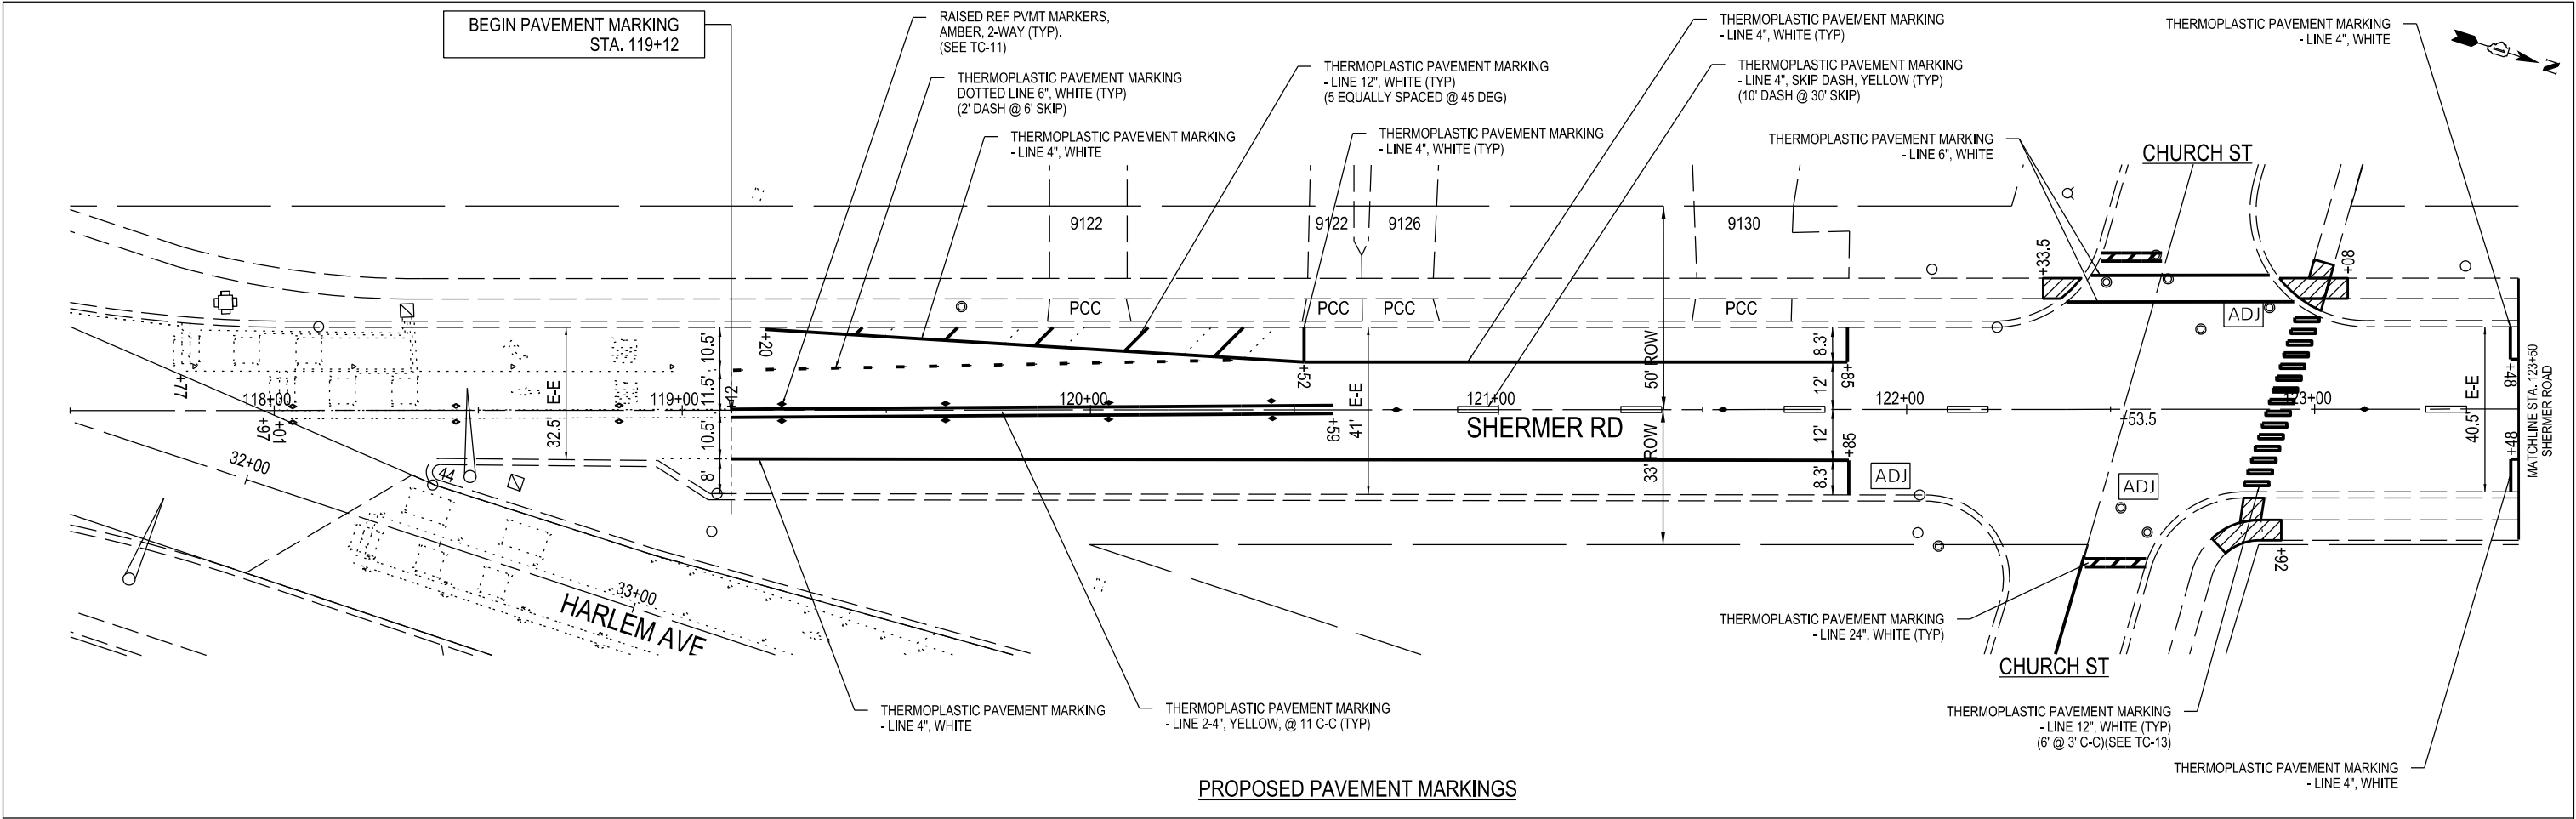 BEGIN PAVEMENT MARKING
STA. 119+12
RAISED REF PVMT MARKERS,
AMBER, 2-WAY (TYP).
(SEE TC-11)
THERMOPLASTIC PAVEMENT MARKING
DOTTED LINE 6", WHITE (TYP)
(2' DASH @ 6' SKIP)
THERMOPLASTIC PAVEMENT MARKING
- LINE 4", WHITE
THERMOPLASTIC PAVEMENT MARKING
- LINE 12", WHITE (TYP)
(5 EQUALLY SPACED @ 45 DEG)
THERMOPLASTIC PAVEMENT MARKING
- LINE 4", WHITE (TYP)
THERMOPLASTIC PAVEMENT MARKING
- LINE 4", WHITE (TYP)
THERMOPLASTIC PAVEMENT MARKING
- LINE 4", SKIP DASH, YELLOW (TYP)
(10' DASH @ 30' SKIP)
THERMOPLASTIC PAVEMENT MARKING
- LINE 6", WHITE
THERMOPLASTIC PAVEMENT MARKING
- LINE 4", WHITE
N
CHURCH ST
9122
9122
9126
9130
+33.5
+08
PCC
PCC
PCC
PCC
ADJ
+77
118+00
+97
+01
32.5' E-E
119+00
10.5'
11.5'
10.5'
8'
+12
+20
120+00
+52
+59
41' E-E
121+00
SHERMER RD
50' ROW
33' ROW
8.3'
12'
12'
8.3'
+85
+85
122+00
+53.5
123+00
40.5' E-E
+48
+48
MATCHLINE STA. 123+50
SHERMER ROAD
ADJ
ADJ
+92
32+00
44
33+00
HARLEM AVE
THERMOPLASTIC PAVEMENT MARKING
- LINE 4", WHITE
THERMOPLASTIC PAVEMENT MARKING
- LINE 2-4", YELLOW, @ 11 C-C (TYP)
THERMOPLASTIC PAVEMENT MARKING
- LINE 24", WHITE (TYP)
CHURCH ST
THERMOPLASTIC PAVEMENT MARKING
- LINE 12", WHITE (TYP)
(6' @ 3' C-C)(SEE TC-13)
THERMOPLASTIC PAVEMENT MARKING
- LINE 4", WHITE
PROPOSED PAVEMENT MARKINGS